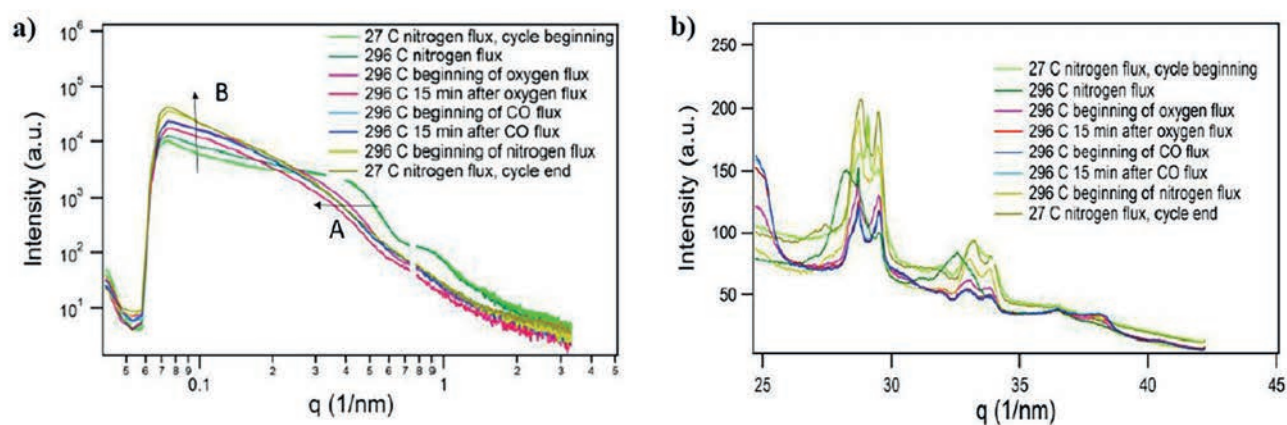 a)
Intensity (a.u.)
10^6
10^5
10^4
10^3
10^2
10^1
27 C nitrogen flux, cycle beginning
296 C nitrogen flux
296 C beginning of oxygen flux
296 C 15 min after oxygen flux
296 C beginning of CO flux
296 C 15 min after CO flux
296 C beginning of nitrogen flux
27 C nitrogen flux, cycle end
B
A
5 6 7 8 9 2 3 4 5 6 7 8 9 2 3 4 5
0.1 1
q (1/nm)
b)
Intensity (a.u.)
250
200
150
100
50
27 C nitrogen flux, cycle beginning
296 C nitrogen flux
296 C beginning of oxygen flux
296 C 15 min after oxygen flux
296 C beginning of CO flux
296 C 15 min after CO flux
296 C beginning of nitrogen flux
27 C nitrogen flux, cycle end
25 30 35 40 45
q (1/nm)